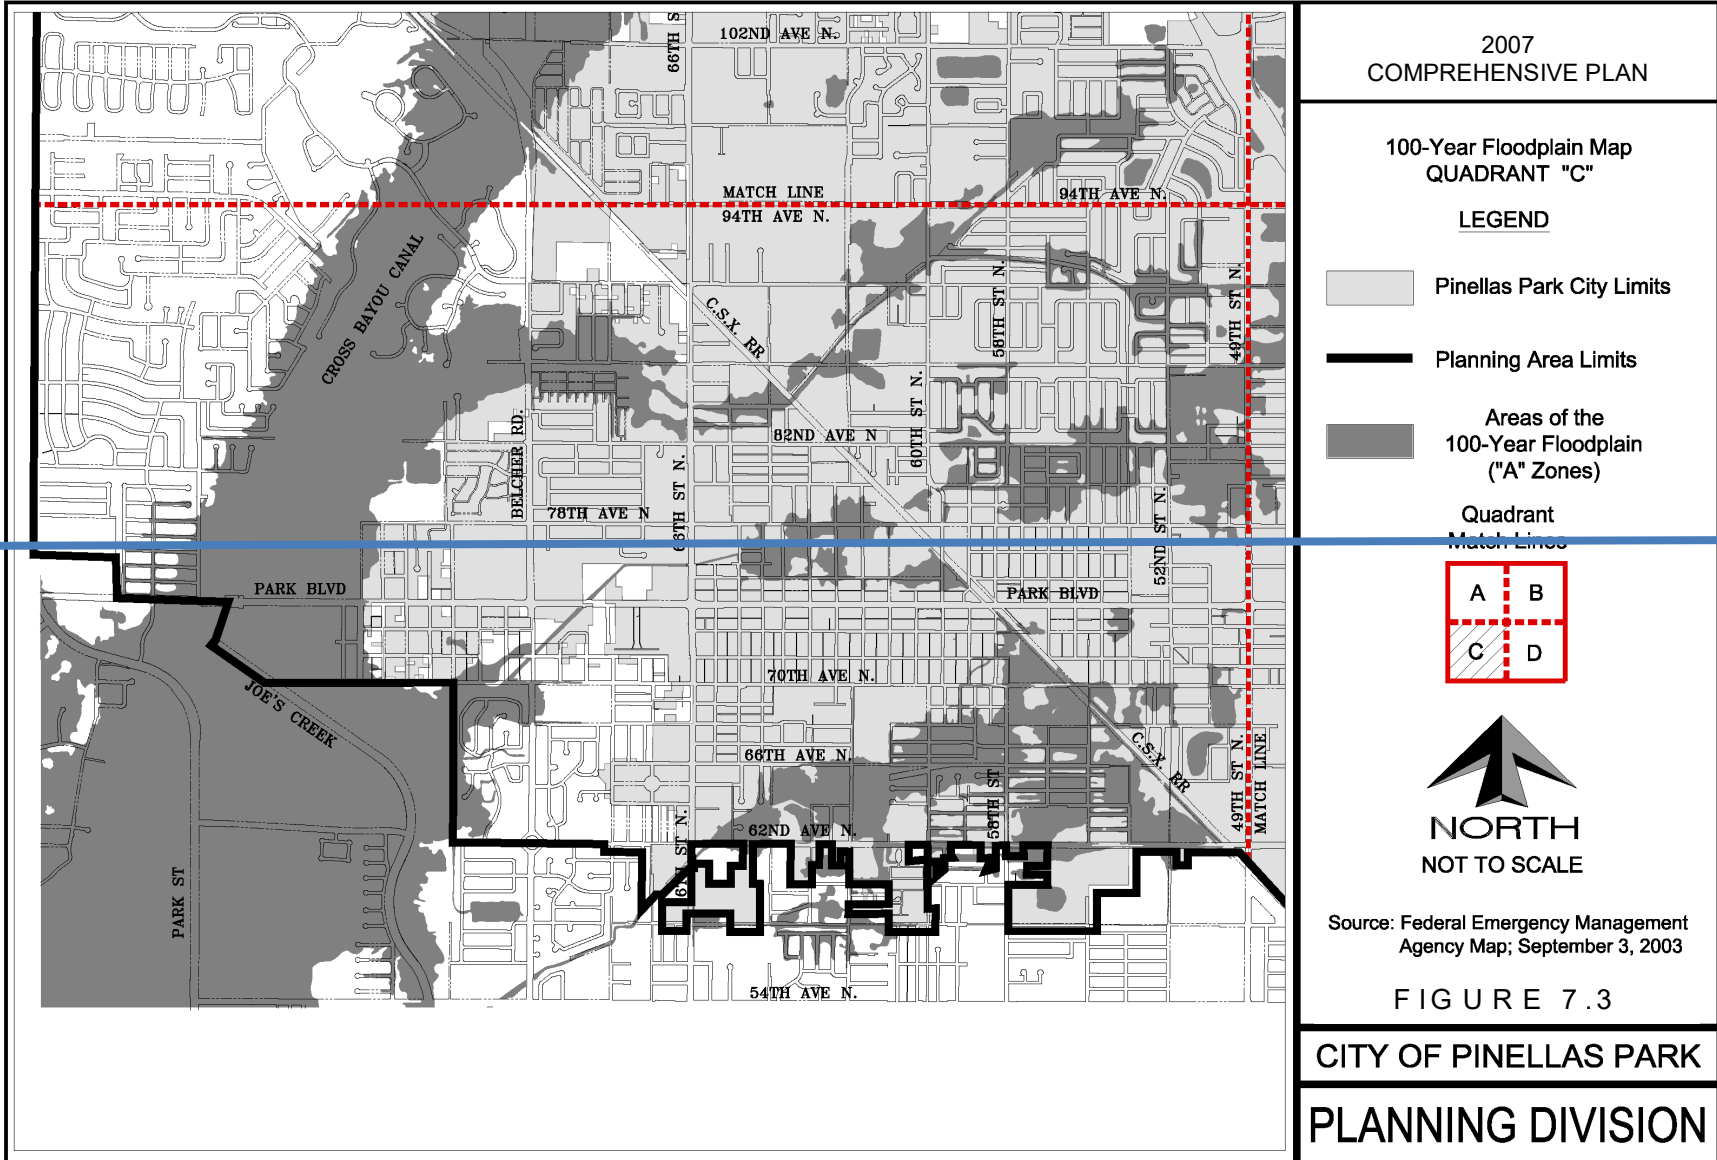 66TH S
102ND AVE N.
MATCH LINE
94TH AVE N.
94TH AVE N.
CROSS BAYOU CANAL
C.S.X. RR
58TH ST N.
49TH ST N.
60TH ST N.
82ND AVE N
BELCHER RD.
66TH ST N.
78TH AVE N
52ND ST N.
PARK BLVD
PARK BLVD
70TH AVE N.
JOE'S CREEK
66TH AVE N.
C.S.X. RR
49TH ST N.
MATCH LINE
58TH ST
62ND AVE N.
66TH ST N.
PARK ST
54TH AVE N.
2007
COMPREHENSIVE PLAN
100-Year Floodplain Map
QUADRANT "C"
LEGEND
Pinellas Park City Limits
Planning Area Limits
Areas of the
100-Year Floodplain
("A" Zones)
Quadrant
Match Lines
A B
C D
NORTH
NOT TO SCALE
Source: Federal Emergency Management
Agency Map; September 3, 2003
FIGURE 7.3
CITY OF PINELLAS PARK
PLANNING DIVISION